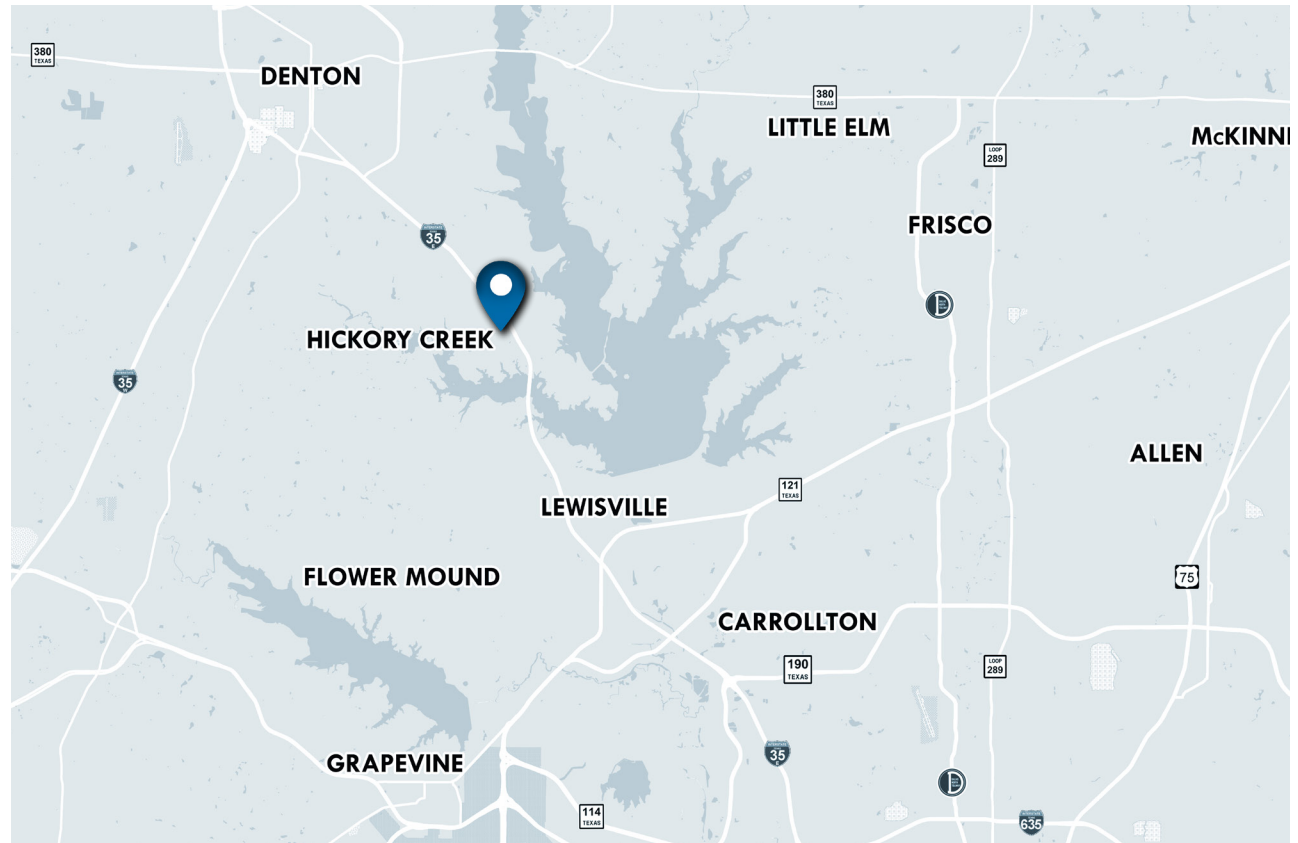 380
TEXAS
DENTON
380
TEXAS
LITTLE ELM
McKINN
LOOP
289
FRISCO
35
HICKORY CREEK
35
ALLEN
121
TEXAS
LEWISVILLE
FLOWER MOUND
75
CARROLLTON
190
TEXAS
LOOP
289
GRAPEVINE
35
D
D
114
TEXAS
635